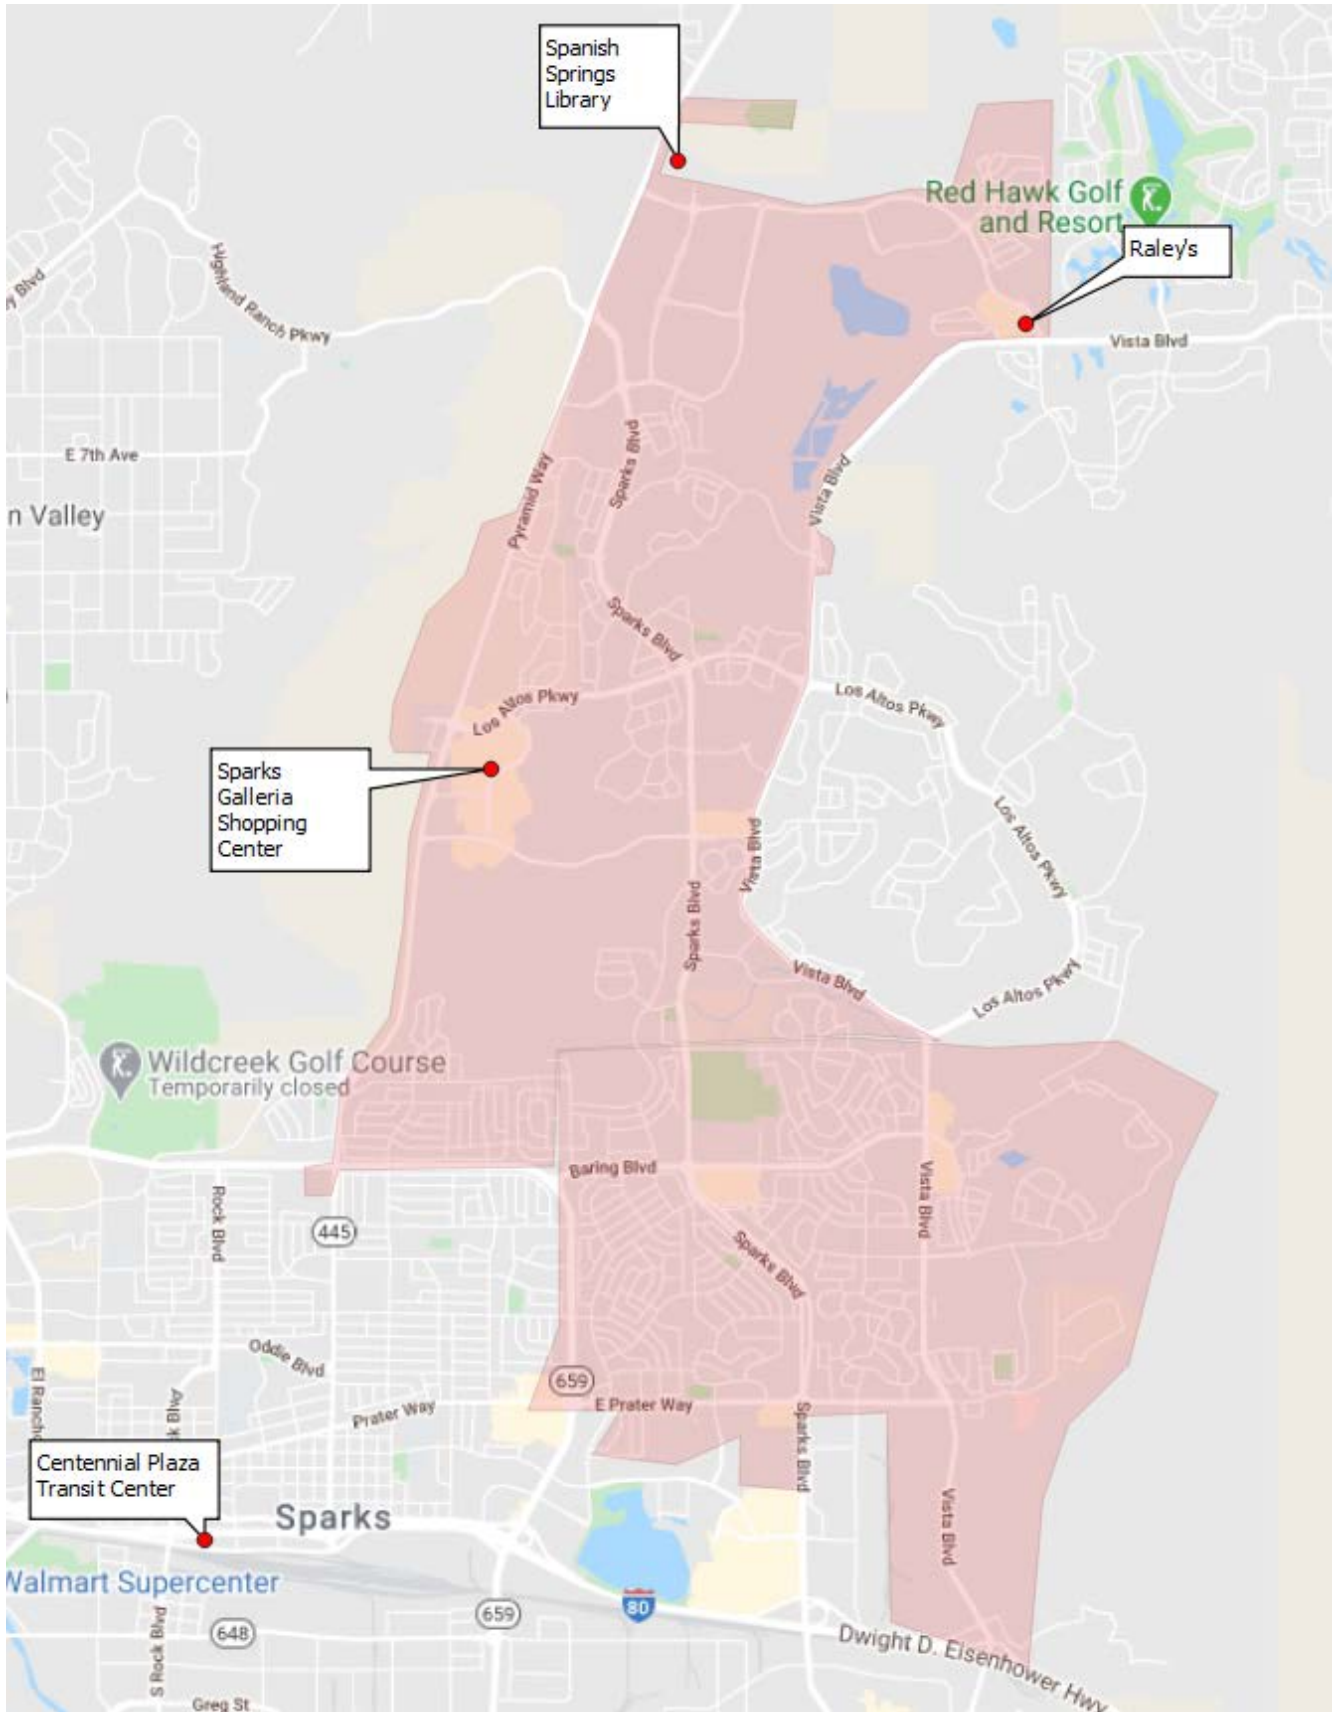 Spanish
Springs
Library
Red Hawk Golf
and Resort
Raley's
Highland Ranch Pkwy
y Blvd
Vista Blvd
E 7th Ave
Sparks Blvd
Pyramid Way
Vista Blvd
n Valley
Sparks Blvd
Los Altos Pkwy
Los Altos Pkwy
Sparks
Galleria
Shopping
Center
Los Altos Pkwy
Vista Blvd
Sparks Blvd
Vista Blvd
Los Altos Pkwy
Wildcreek Golf Course
Temporarily closed
Baring Blvd
Rock Blvd
Vista Blvd
445
Sparks Blvd
Oddie Blvd
659
El Rancho
k Blvd
Prater Way
E Prater Way
Sparks Blvd
Centennial Plaza
Transit Center
Sparks
Vista Blvd
Walmart Supercenter
659
80
648
S Rock Blvd
Dwight D. Eisenhower Hwy
Greg St